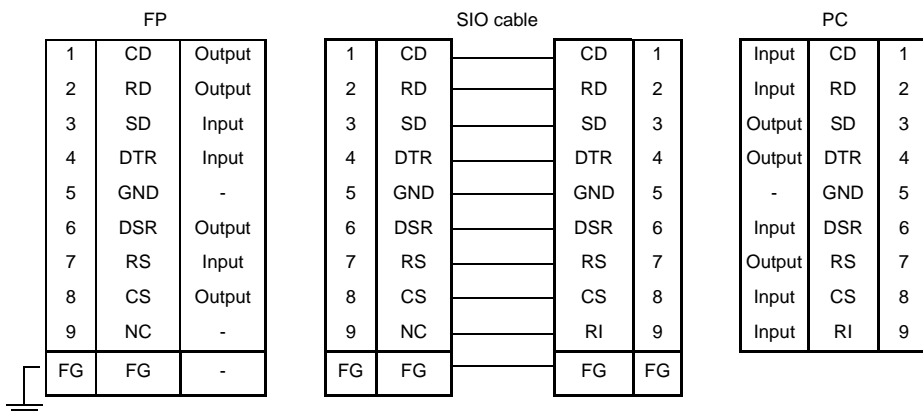 FP SIO cable PC
1 CD Output 1 CD CD 1 Input CD 1
2 RD Output 2 RD RD 2 Input RD 2
3 SD Input 3 SD SD 3 Output SD 3
4 DTR Input 4 DTR DTR 4 Output DTR 4
5 GND - 5 GND GND 5 - GND 5
6 DSR Output 6 DSR DSR 6 Input DSR 6
7 RS Input 7 RS RS 7 Output RS 7
8 CS Output 8 CS CS 8 Input CS 8
9 NC - 9 NC RI 9 Input RI 9
FG FG - FG FG FG FG